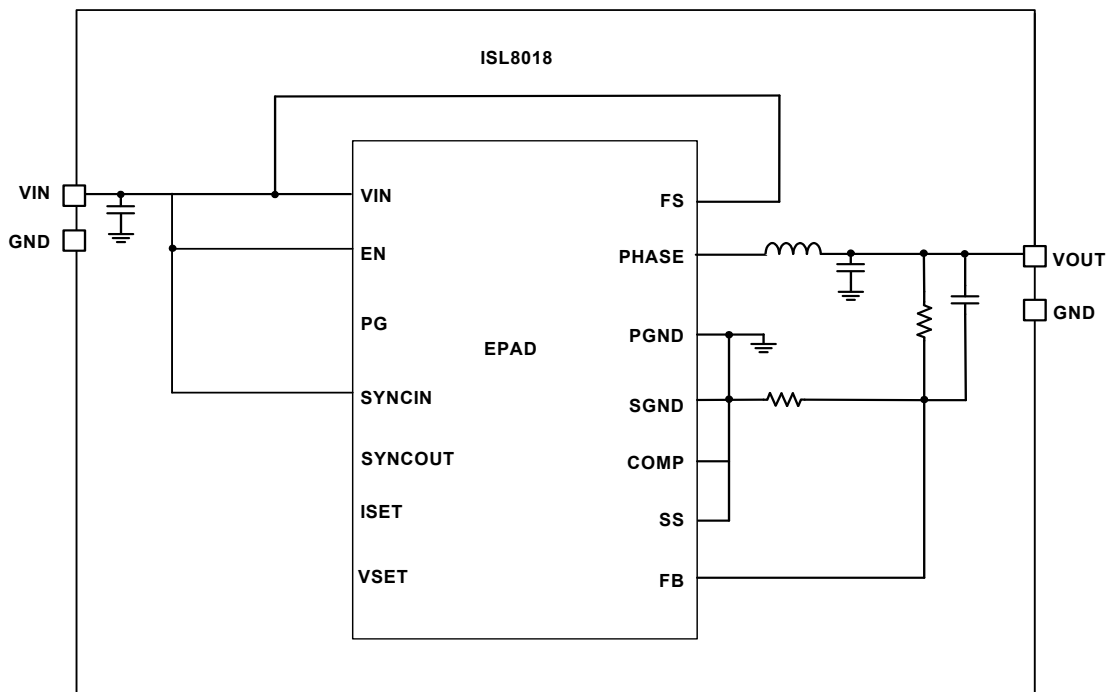 ISL8018
VIN
GND
VIN
EN
PG
SYNCIN
SYNCOUT
ISET
VSET
EPAD
FS
PHASE
PGND
SGND
COMP
SS
FB
VOUT
GND